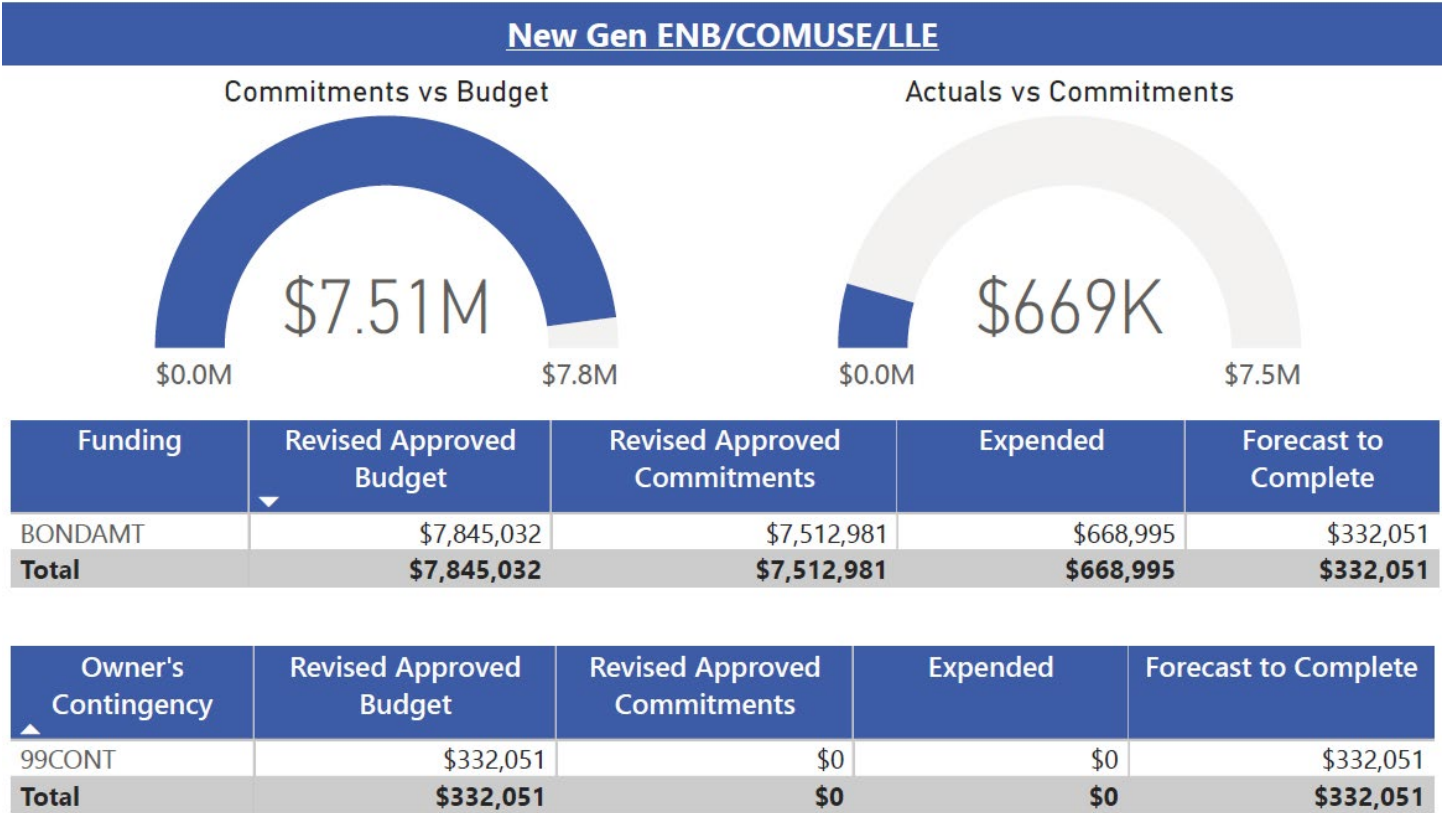 New Gen ENB/COMUSE/LLE
Commitments vs Budget
$7.51M
$0.0M $7.8M
Actuals vs Commitments
$669K
$0.0M $7.5M
Funding Revised Approved Budget Revised Approved Commitments Expended Forecast to Complete
BONDAMT $7,845,032 $7,512,981 $668,995 $332,051
Total $7,845,032 $7,512,981 $668,995 $332,051
Owner's Contingency Revised Approved Budget Revised Approved Commitments Expended Forecast to Complete
99CONT $332,051 $0 $0 $332,051
Total $332,051 $0 $0 $332,051